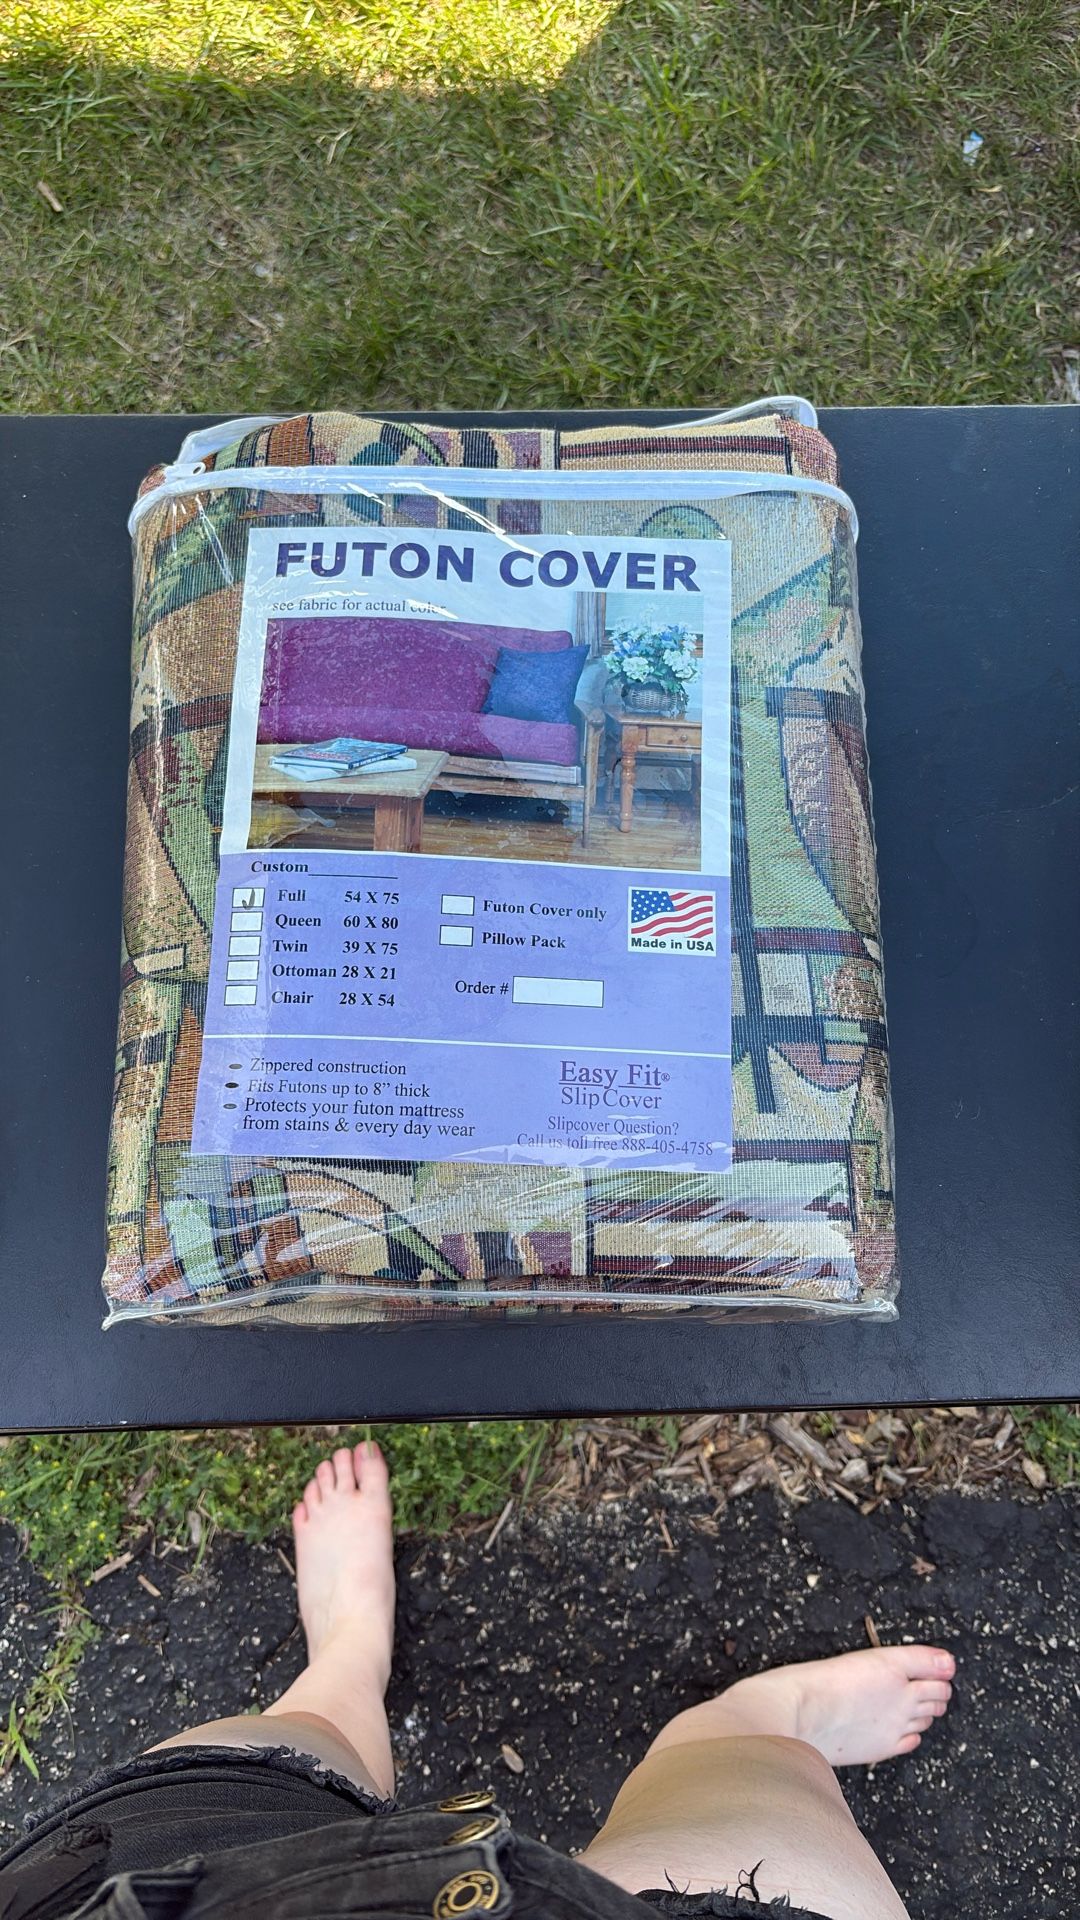 FUTON COVER
see fabric for actual color
Custom
Full 54 X 75
Queen 60 X 80
Twin 39 X 75
Ottoman 28 X 21
Chair 28 X 54
Futon Cover only
Pillow Pack
Order #
Made in USA
Zippered construction
Fits Futons up to 8” thick
Protects your futon mattress
from stains & every day wear
Easy Fit®
Slip Cover
Slipcover Question?
Call us toll free 888-405-4758